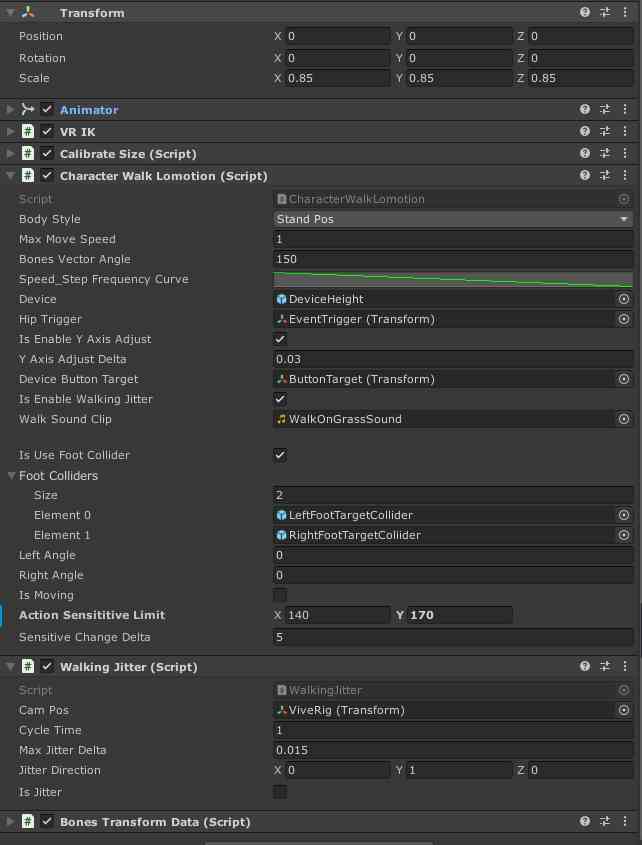 Transform
Position X 0 Y 0 Z 0
Rotation X 0 Y 0 Z 0
Scale X 0.85 Y 0.85 Z 0.85
Animator
# VR IK
# Calibrate Size (Script)
# Character Walk Lomotion (Script)
Script CharacterWalkLomotion
Body Style Stand Pos
Max Move Speed 1
Bones Vector Angle 150
Speed_Step Frequency Curve
Device DeviceHeight
Hip Trigger EventTrigger (Transform)
Is Enable Y Axis Adjust
Y Axis Adjust Delta 0.03
Device Button Target ButtonTarget (Transform)
Is Enable Walking Jitter
Walk Sound Clip WalkOnGrassSound
Is Use Foot Collider
Foot Colliders
Size 2
Element 0 LeftFootTargetCollider
Element 1 RightFootTargetCollider
Left Angle 0
Right Angle 0
Is Moving
Action Sensititive Limit X 140 Y 170
Sensitive Change Delta 5
# Walking Jitter (Script)
Script WalkingJitter
Cam Pos ViveRig (Transform)
Cycle Time 1
Max Jitter Delta 0.015
Jitter Direction X 0 Y 1 Z 0
Is Jitter
# Bones Transform Data (Script)